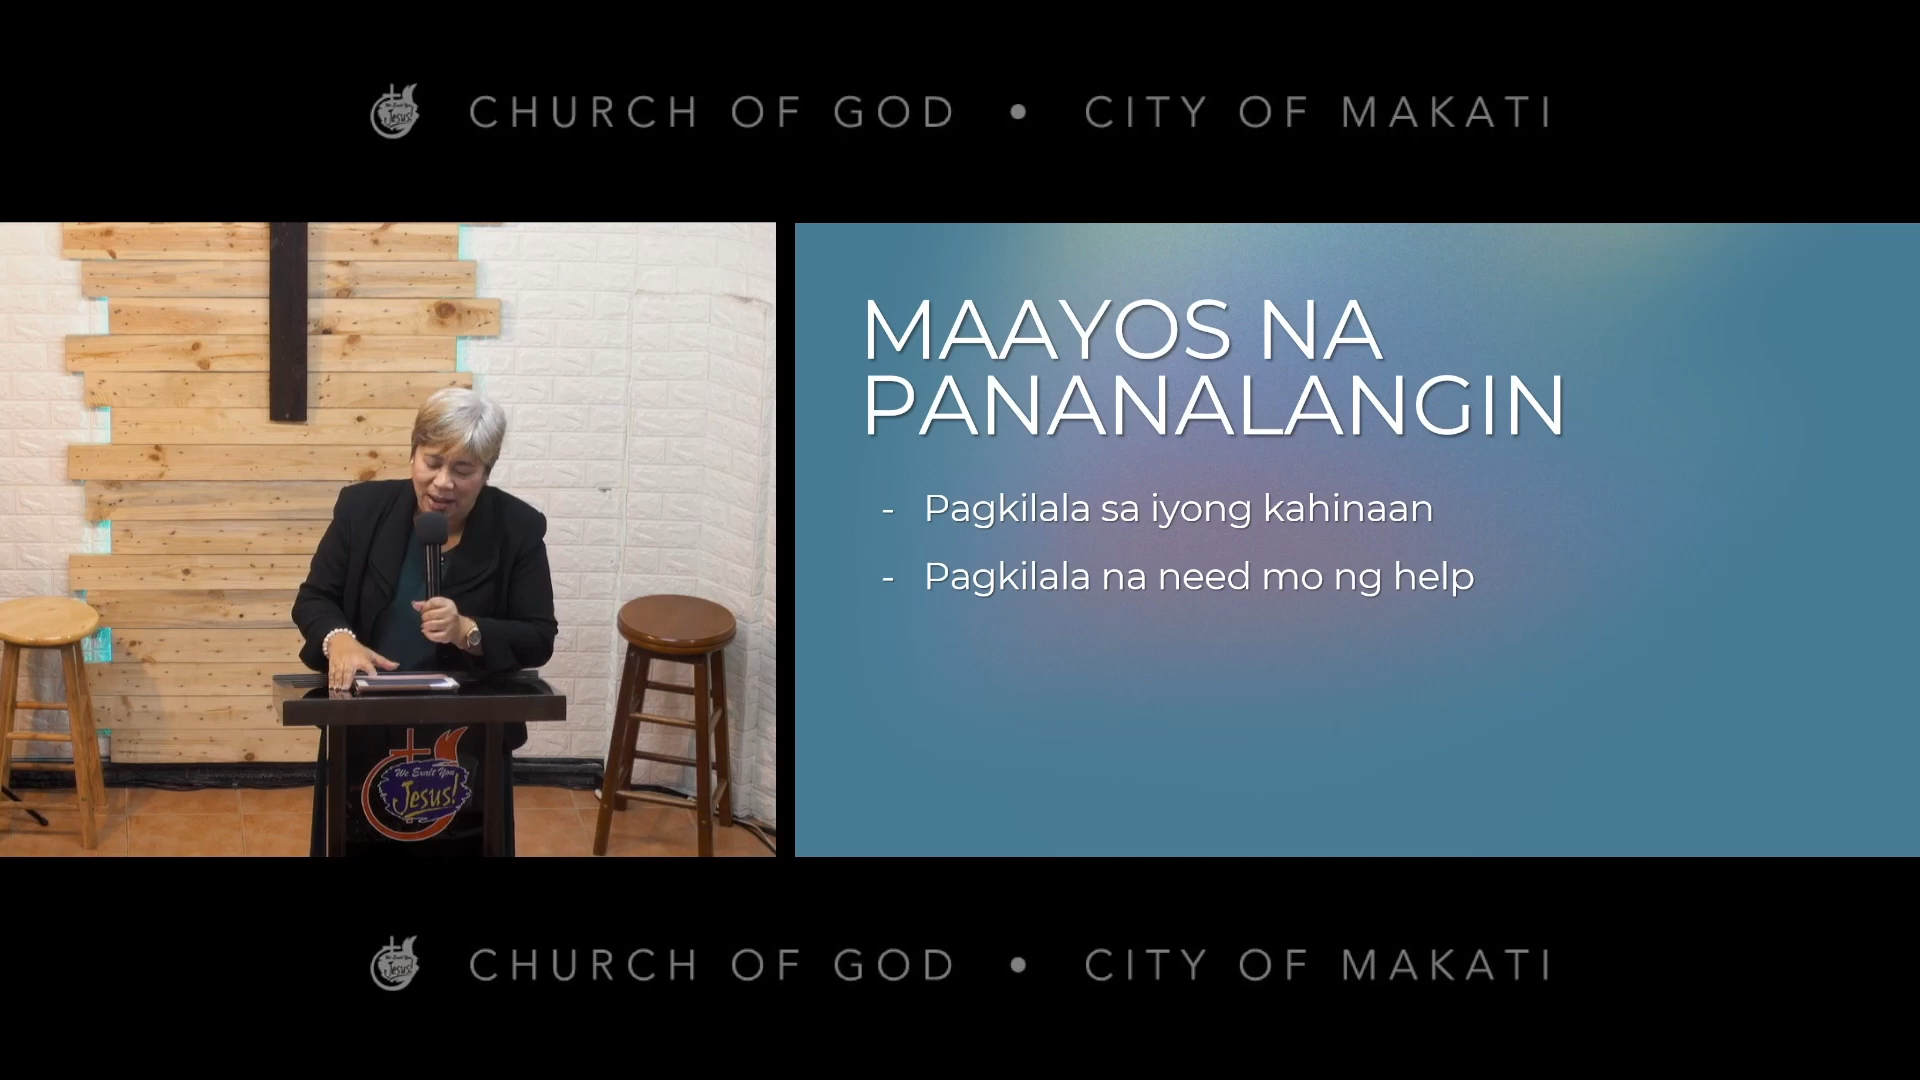 CHURCH OF GOD • CITY OF MAKATI
MAAYOS NA
PANANALANGIN
- Pagkilala sa iyong kahinaan
- Pagkilala na need mo ng help
We Exalt You
Jesus!
CHURCH OF GOD • CITY OF MAKATI